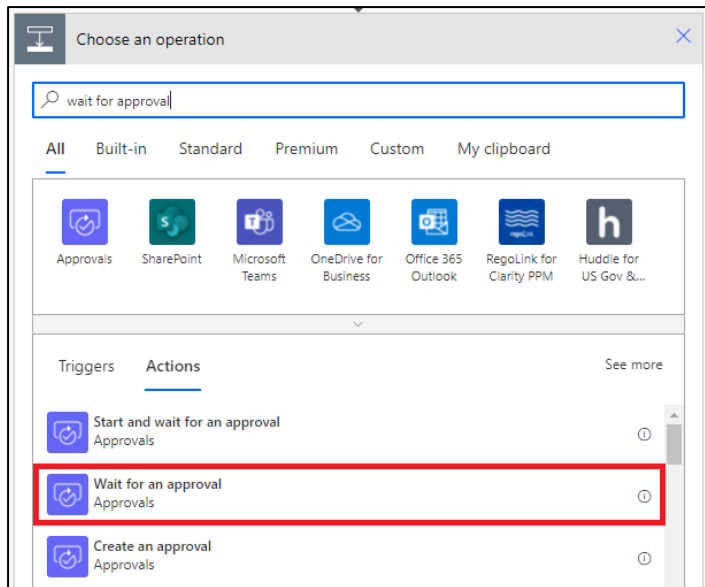 Choose an operation
wait for approval
All Built-in Standard Premium Custom My clipboard
Approvals SharePoint Microsoft Teams OneDrive for Business Office 365 Outlook RegoLink for Clarity PPM Huddle for US Gov &...
Triggers Actions See more
Start and wait for an approval
Approvals
Wait for an approval
Approvals
Create an approval
Approvals